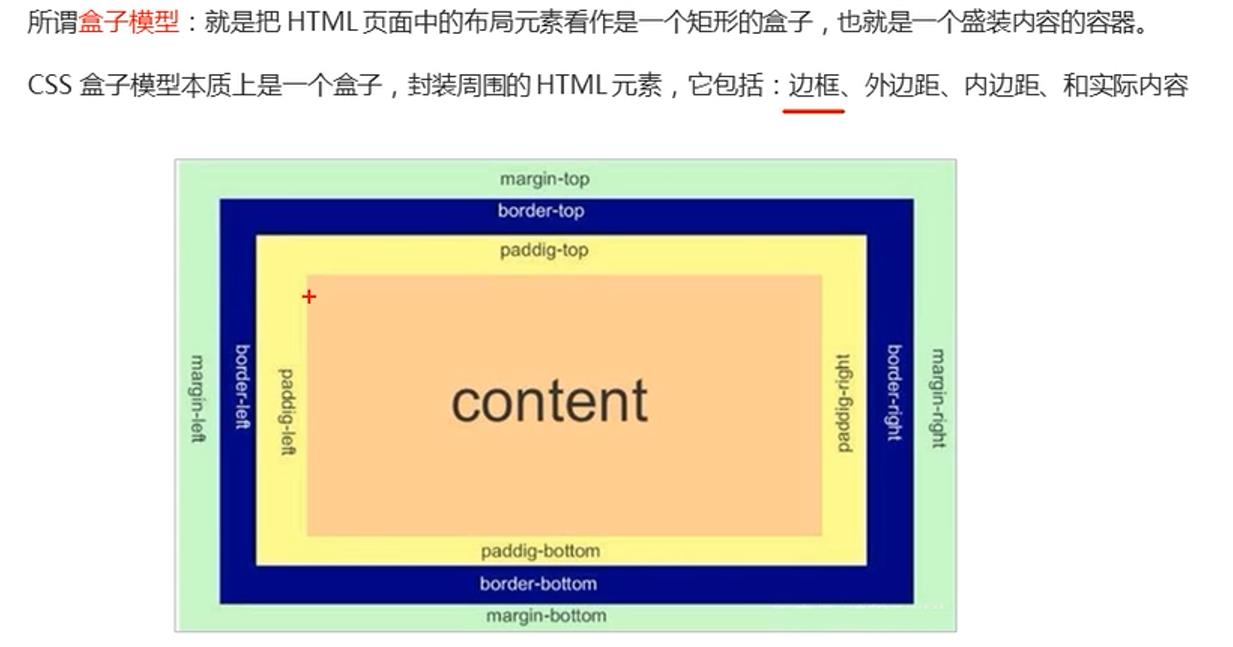 所谓盒子模型：就是把 HTML 页面中的布局元素看作是一个矩形的盒子，也就是一个盛装内容的容器。
CSS 盒子模型本质上是一个盒子，封装周围的 HTML 元素，它包括：边框、外边距、内边距、和实际内容
margin-top
border-top
paddig-top
margin-left
border-left
paddig-left
content
paddig-right
border-right
margin-right
paddig-bottom
border-bottom
margin-bottom